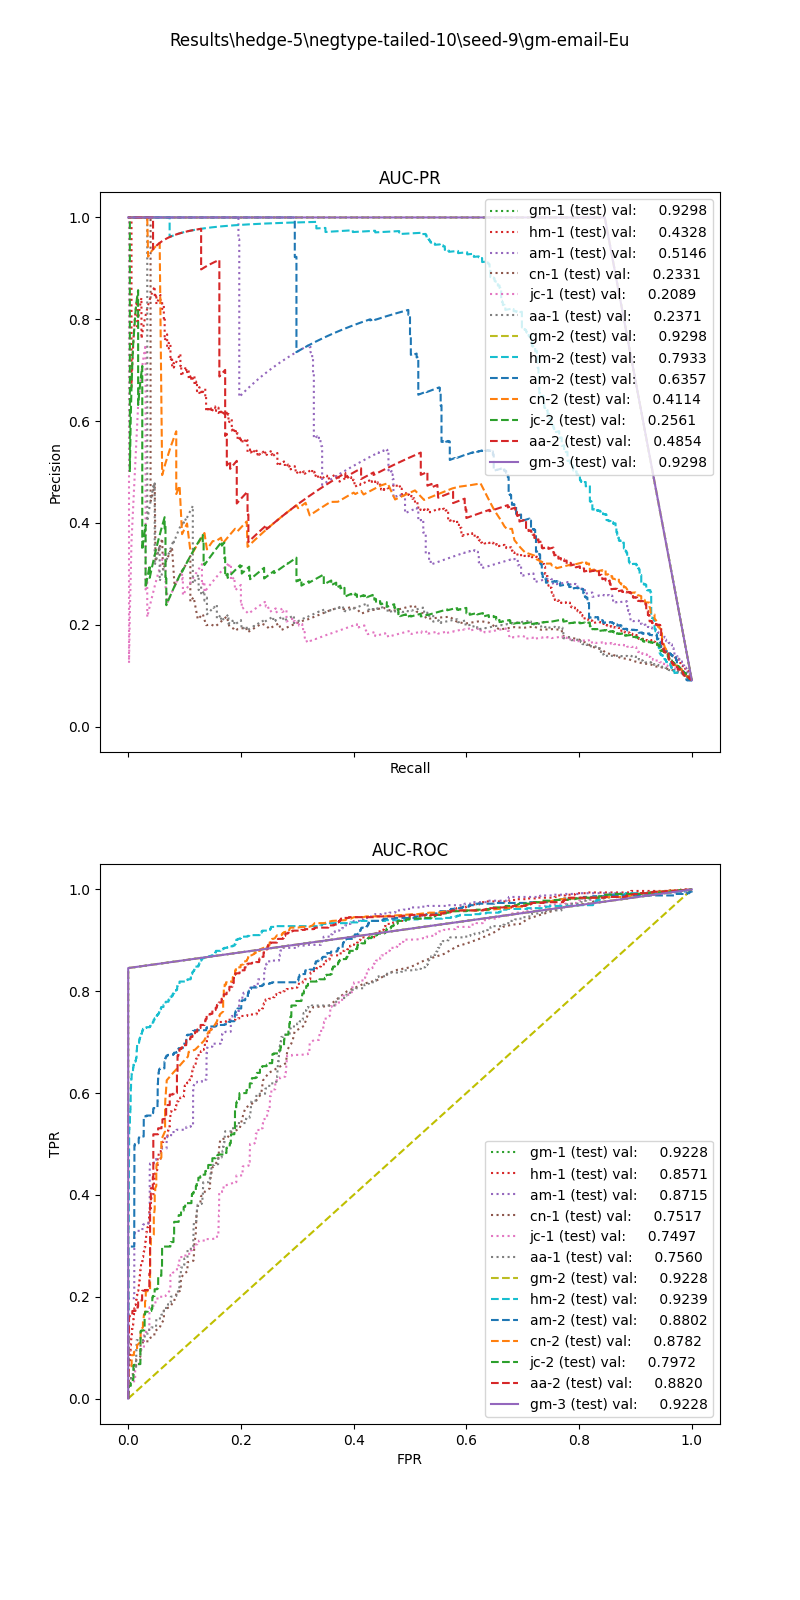 Results\hedge-5\negtype-tailed-10\seed-9\gm-email-Eu
AUC-PR
1.0
0.8
0.6
0.4
0.2
0.0
Precision
Recall
gm-1 (test) val: 0.9298
hm-1 (test) val: 0.4328
am-1 (test) val: 0.5146
cn-1 (test) val: 0.2331
jc-1 (test) val: 0.2089
aa-1 (test) val: 0.2371
gm-2 (test) val: 0.9298
hm-2 (test) val: 0.7933
am-2 (test) val: 0.6357
cn-2 (test) val: 0.4114
jc-2 (test) val: 0.2561
aa-2 (test) val: 0.4854
gm-3 (test) val: 0.9298
AUC-ROC
1.0
0.8
0.6
0.4
0.2
0.0
TPR
0.0 0.2 0.4 0.6 0.8 1.0
FPR
gm-1 (test) val: 0.9228
hm-1 (test) val: 0.8571
am-1 (test) val: 0.8715
cn-1 (test) val: 0.7517
jc-1 (test) val: 0.7497
aa-1 (test) val: 0.7560
gm-2 (test) val: 0.9228
hm-2 (test) val: 0.9239
am-2 (test) val: 0.8802
cn-2 (test) val: 0.8782
jc-2 (test) val: 0.7972
aa-2 (test) val: 0.8820
gm-3 (test) val: 0.9228